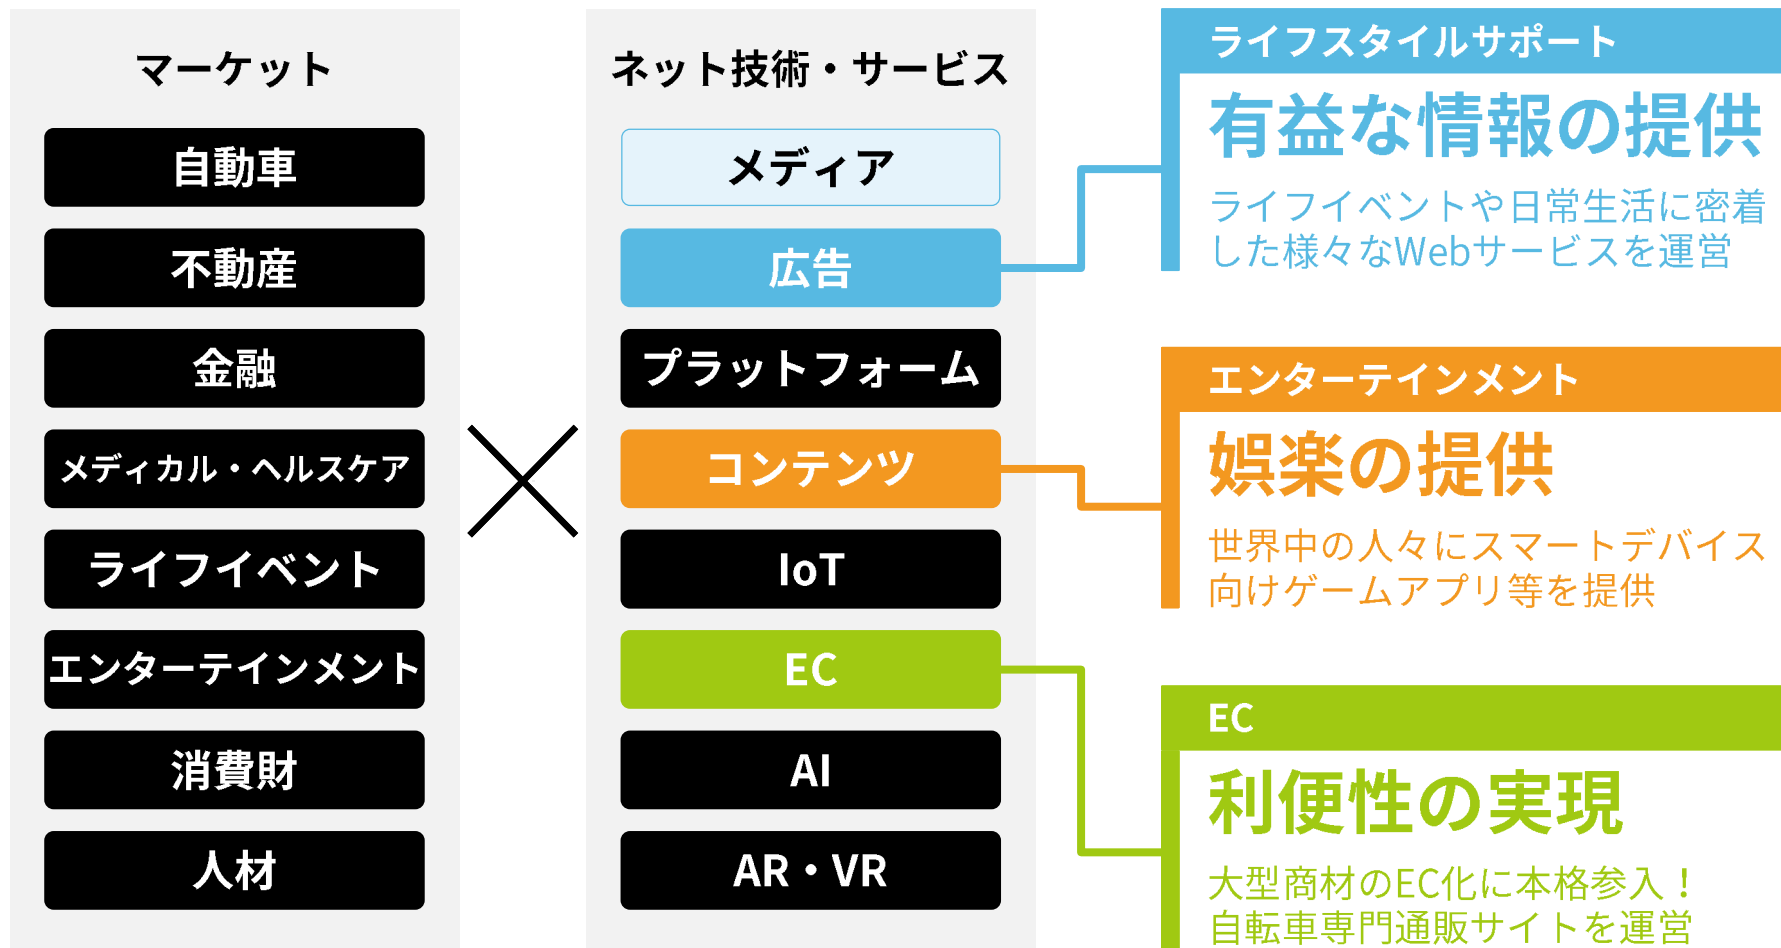 マーケット
自動車
不動産
金融
メディカル・ヘルスケア
ライフイベント
エンターテインメント
消費財
人材
ネット技術・サービス
メディア
広告
プラットフォーム
コンテンツ
IoT
EC
AI
AR・VR
ライフスタイルサポート
有益な情報の提供
ライフイベントや日常生活に密着
した様々なWebサービスを運営
エンターテインメント
娯楽の提供
世界中の人々にスマートデバイス
向けゲームアプリ等を提供
EC
利便性の実現
大型商材のEC化に本格参入！
自転車専門通販サイトを運営